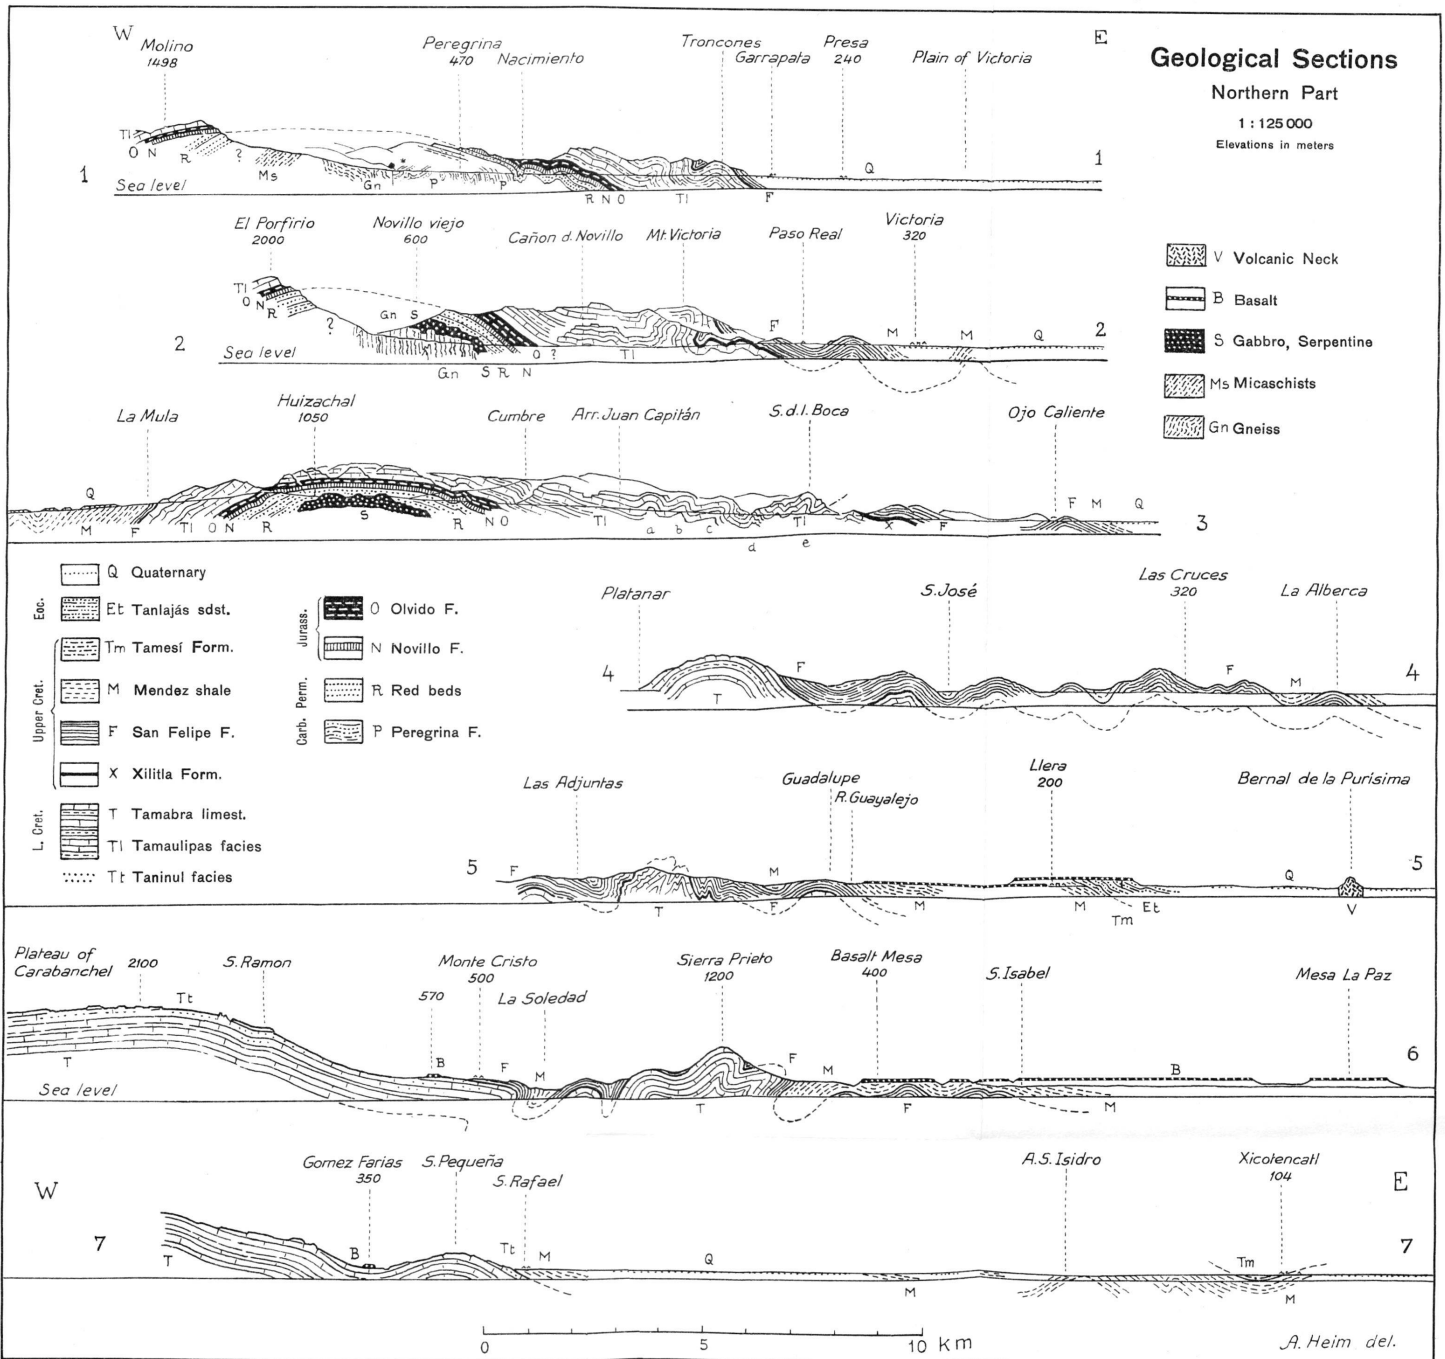 Geological Sections
Northern Part
1 : 125 000
Elevations in meters
W E
Molino Peregrina Nacimiento Troncones Garrapata Presa Plain of Victoria
1498 470 240
Tl O N R ? Ms Gn P P R N O Tl F Q
1 Sea level 1
El Porfirio Novillo viejo Cañon d. Novillo Mt. Victoria Paso Real Victoria
2000 600 320
Tl O N R ? Gn S Gn S R N O ? Tl F M M Q
2 Sea level 2
V Volcanic Neck
B Basalt
S Gabbro, Serpentine
Ms Micaschists
Gn Gneiss
La Mula Huizachal Cumbre Arr. Juan Capitán S.d.l. Boca Ojo Caliente
1050
Q M F Tl O N R S R N O Tl a b c d Tl e X F F M Q
3
Q Quaternary
Eoc.
Et Tanlajás sdst.
Upper Cret.
Tm Tamesí Form.
M Mendez shale
F San Felipe F.
X Xilitla Form.
L. Cret.
T Tamabra limest.
Tl Tamaulipas facies
Tt Taninul facies
Jurass.
O Olvido F.
N Novillo F.
Carb. Perm.
R Red beds
P Peregrina F.
Platanar S. José Las Cruces La Alberca
320
4 T F F M 4
Las Adjuntas Guadalupe R. Guayalejo Llera Bernal de la Purísima
200
5 F T M F M M Tm Et Q V 5
Plateau of Carabanchel 2100 S. Ramon 570 Monte Cristo La Soledad Sierra Prieto Basalt Mesa S. Isabel Mesa La Paz
500 1200 400
Tt T B F M T F M F B M
Sea level 6
W E
Gomez Farias S. Pequeña S. Rafael A. S. Isidro Xicotencatl
350 104
7 T B Tt M Q M Tm M 7
0 5 10 km
A. Heim del.